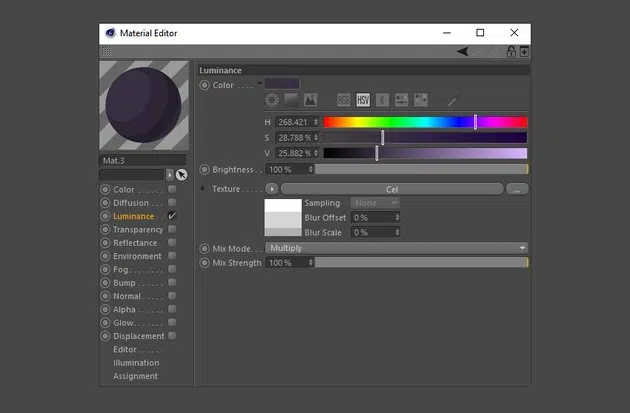 Material Editor
Luminance
Color . . . .
RGB HSV K
H 268.421
S 28.788 %
V 25.882 %
Mat.3
Brightness . . 100 %
Texture . . . . Cel ...
Sampling None
Blur Offset 0 %
Blur Scale 0 %
Mix Mode. . . Multiply
Mix Strength 100 %
Color . . . . . .
Diffusion . . .
Luminance
Transparency
Reflectance
Environment
Fog. . . . . . .
Bump . . . . .
Normal . . . .
Alpha . . . . .
Glow. . . . . .
Displacement
Editor . . . . .
Illumination
Assignment